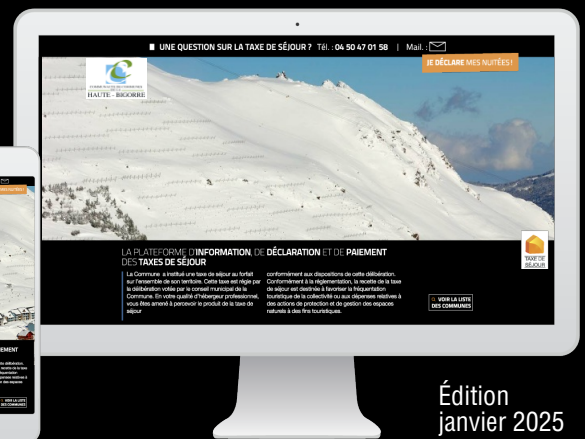 UNE QUESTION SUR LA TAXE DE SÉJOUR ? Tél. : 04 50 47 01 58 | Mail. :
JE DÉCLARE MES NUITÉES !
HAUTE - BIGORRE
LA PLATEFORME D'INFORMATION, DE DÉCLARATION ET DE PAIEMENT
DES TAXES DE SÉJOUR
La Commune a institué une taxe de séjour au forfait
sur l'ensemble de son territoire. Cette taxe est régie par
la délibération votée par le conseil municipal de la
Commune. En votre qualité d'hébergeur professionnel,
vous êtes amené à percevoir le produit de la taxe de
séjour
conformément aux dispositions de cette délibération.
Conformément à la réglementation, la recette de la taxe
de séjour est destinée à favoriser la fréquentation
touristique de la collectivité ou aux dépenses relatives à
des actions de protection et de gestion des espaces
naturels à des fins touristiques.
TAXE DE
SÉJOUR
VOIR LA LISTE
DES COMMUNES
EMENT
VOIR LA LISTE
DES COMMUNES
Édition
janvier 2025